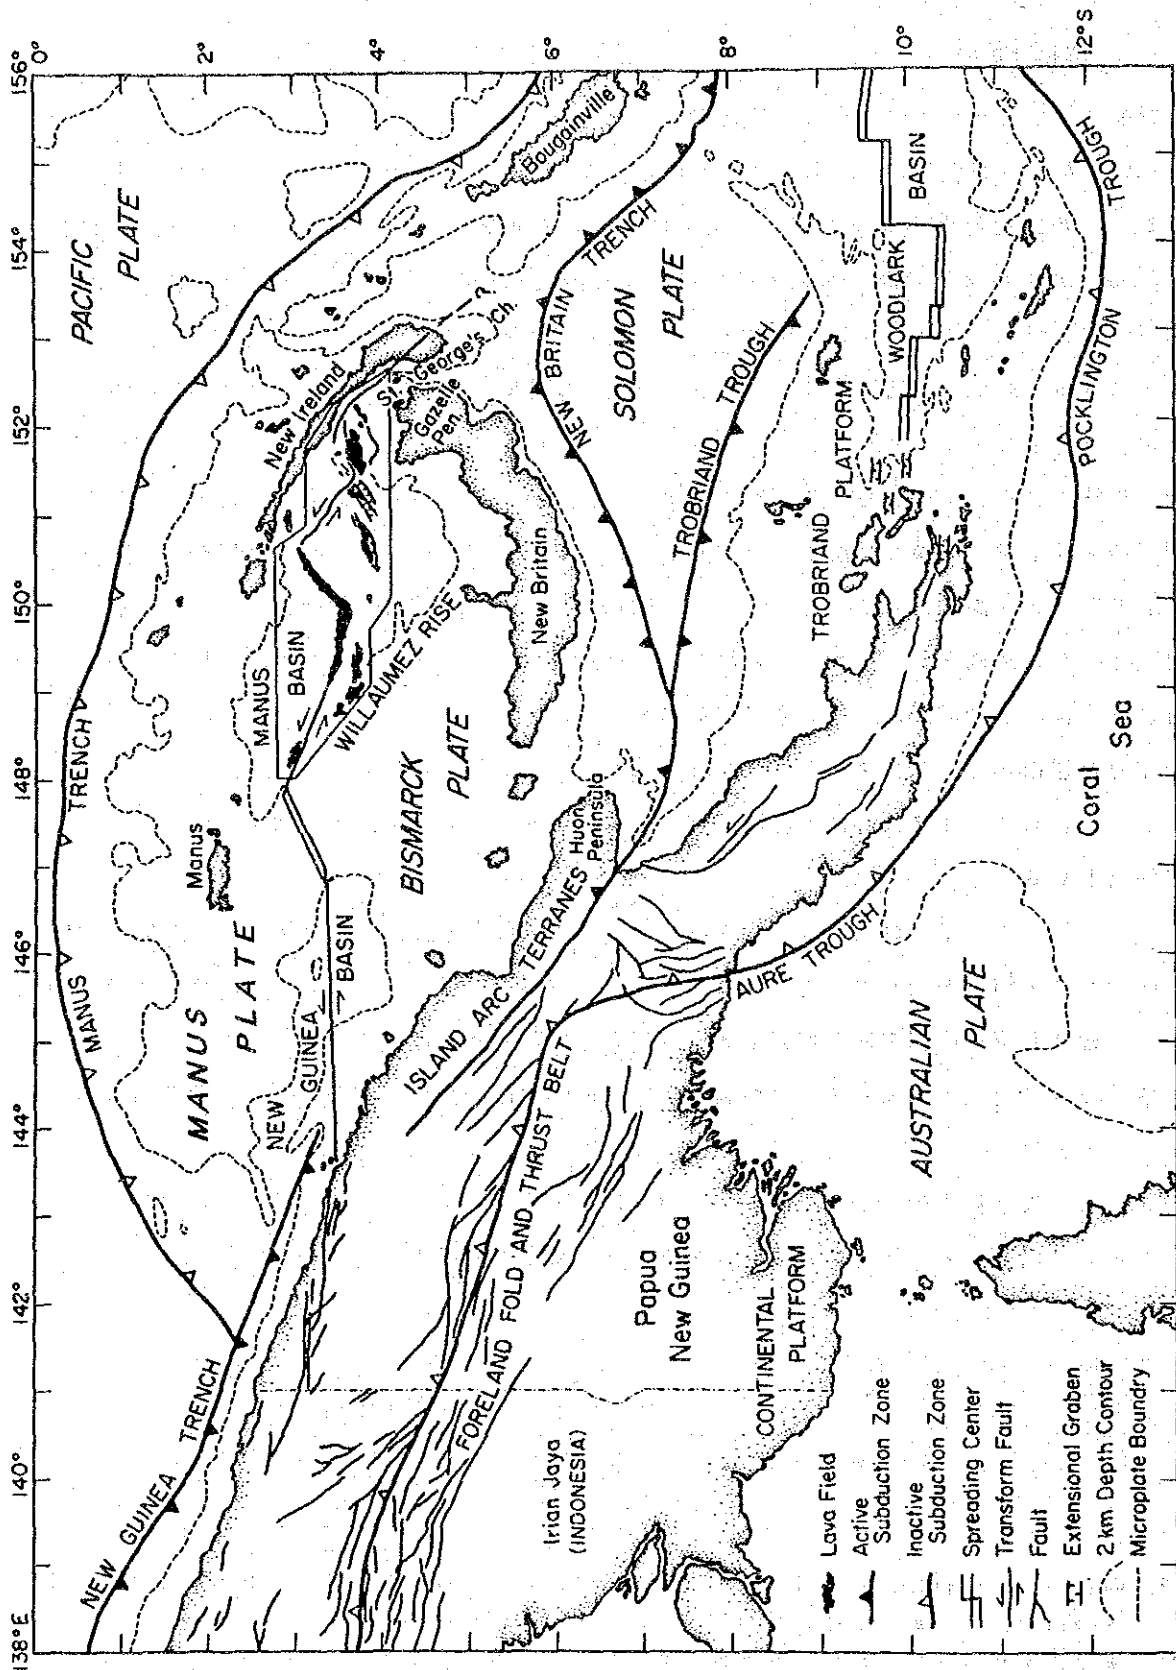 138°E
140°
142°
144°
146°
148°
150°
152°
154°
156°
0°
2°
4°
6°
8°
10°
12°S
PACIFIC
PLATE
NEW GUINEA
TRENCH
MANUS
TRENCH
MANUS
PLATE
Manus
NEW
GUINEA
BASIN
MANUS
BASIN
WILLAUMEZ RISE
BISMARCK
PLATE
New Ireland
St. George's Ch.
?
Gazelle
Pen.
New Britain
Bougainville
NEW
BRITAIN
TRENCH
SOLOMON
PLATE
TROBRIAND
TROUGH
TROBRIAND
PLATFORM
WOODLARK
BASIN
POCKLINGTON
TROUGH
Huon
Peninsula
ISLAND ARC
TERRANES
FORELAND FOLD AND THRUST BELT
AURE TROUGH
Papua
New Guinea
CONTINENTAL
PLATFORM
Irian Jaya
(INDONESIA)
AUSTRALIAN
PLATE
Coral
Sea
Lava Field
Active
Subduction Zone
Inactive
Subduction Zone
Spreading Center
Transform Fault
Fault
Extensional Graben
2 km Depth Contour
Microplate Boundry